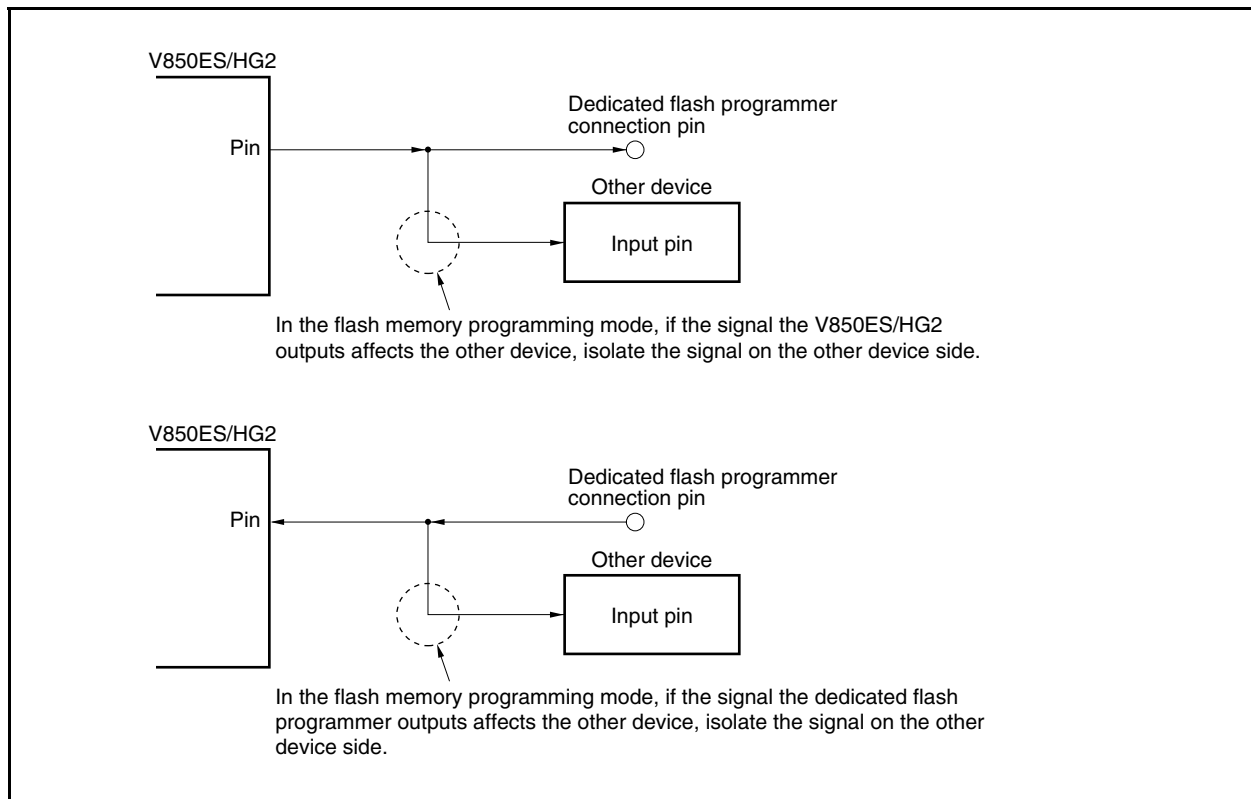 V850ES/HG2
Dedicated flash programmer
connection pin
Pin
Other device
Input pin
In the flash memory programming mode, if the signal the V850ES/HG2
outputs affects the other device, isolate the signal on the other device side.
V850ES/HG2
Dedicated flash programmer
connection pin
Pin
Other device
Input pin
In the flash memory programming mode, if the signal the dedicated flash
programmer outputs affects the other device, isolate the signal on the other
device side.